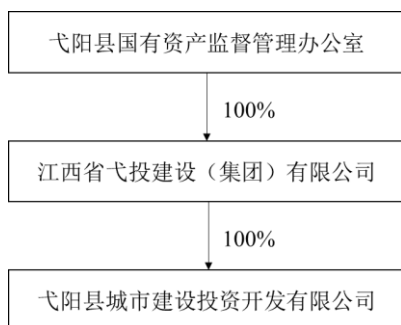 弋阳县国有资产监督管理办公室
100%
江西省弋投建设（集团）有限公司
100%
弋阳县城市建设投资开发有限公司